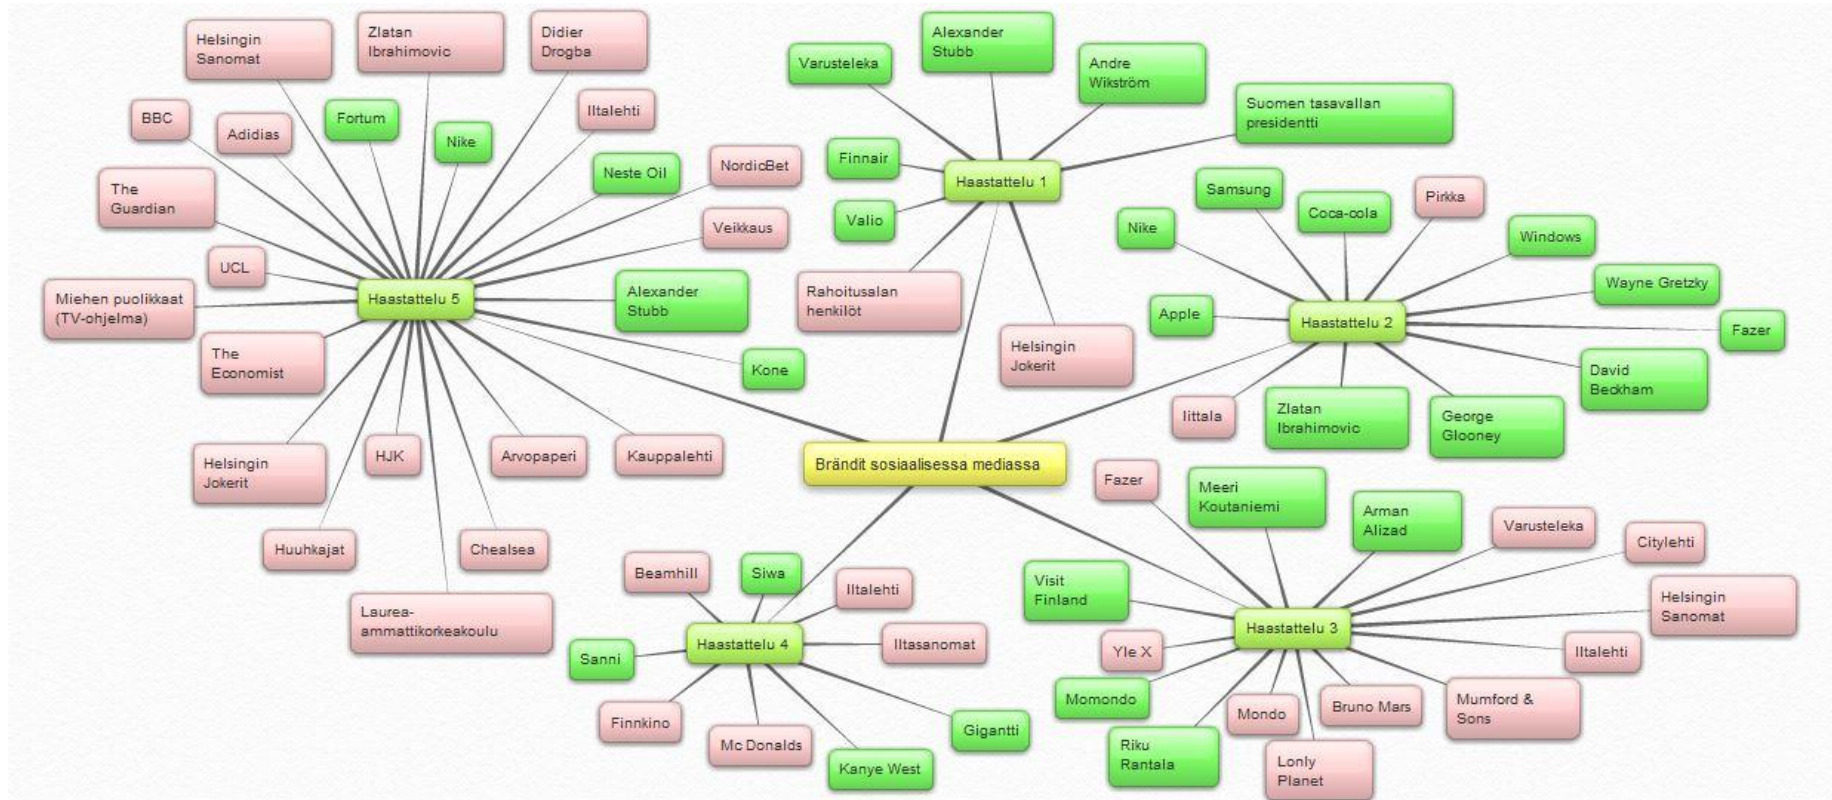 Helsingin
Sanomat
Zlatan
Ibrahimovic
Didier
Drogba
BBC
Adidias
Fortum
Nike
Iltalehti
Neste Oil
NordicBet
The
Guardian
Veikkaus
UCL
Miehen puolikkaat
(TV-ohjelma)
Haastattelu 5
Alexander
Stubb
The
Economist
Kone
Helsingin
Jokerit
HJK
Arvopaperi
Kauppalehti
Huuhkajat
Chealsea
Laurea-
ammattikorkeakoulu
Varusteleka
Alexander
Stubb
Andre
Wikström
Suomen tasavallan
presidentti
Finnair
Haastattelu 1
Valio
Rahoitusalan
henkilöt
Helsingin
Jokerit
Samsung
Coca-cola
Pirkka
Nike
Windows
Wayne Gretzky
Apple
Haastattelu 2
Fazer
David
Beckham
Iittala
Zlatan
Ibrahimovic
George
Glooney
Brändit sosiaalisessa mediassa
Beamhill
Siwa
Iltalehti
Haastattelu 4
Iltasanomat
Sanni
Finnkino
Mc Donalds
Kanye West
Gigantti
Fazer
Meeri
Koutaniemi
Arman
Alizad
Varusteleka
Citylehti
Visit
Finland
Helsingin
Sanomat
Haastattelu 3
Yle X
Iltalehti
Momondo
Mondo
Bruno Mars
Mumford &
Sons
Riku
Rantala
Lonly
Planet